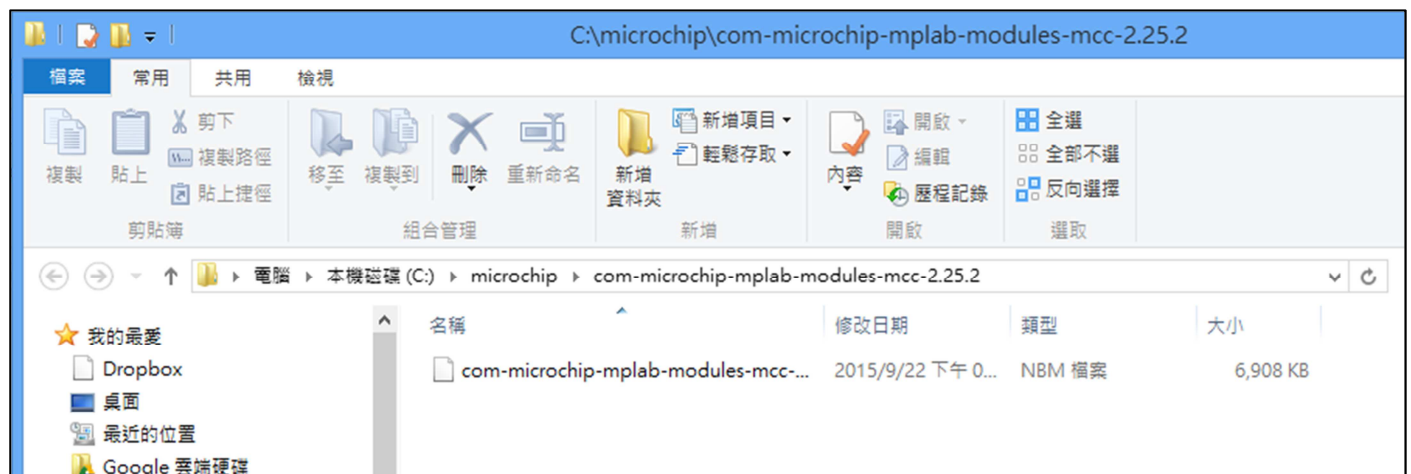 C:\microchip\com-microchip-mplab-modules-mcc-2.25.2
檔案 常用 共用 檢視
複製
貼上
剪下
複製路徑
貼上捷徑
剪貼簿
移至
複製到
刪除
重新命名
組合管理
新增
資料夾
新增項目
輕鬆存取
新增
內容
開啟
編輯
歷程記錄
開啟
全選
全部不選
反向選擇
選取
電腦 本機磁碟 (C:) microchip com-microchip-mplab-modules-mcc-2.25.2
我的最愛
Dropbox
桌面
最近的位置
Google 雲端硬碟
名稱 修改日期 類型 大小
com-microchip-mplab-modules-mcc-... 2015/9/22 下午 0... NBM 檔案 6,908 KB